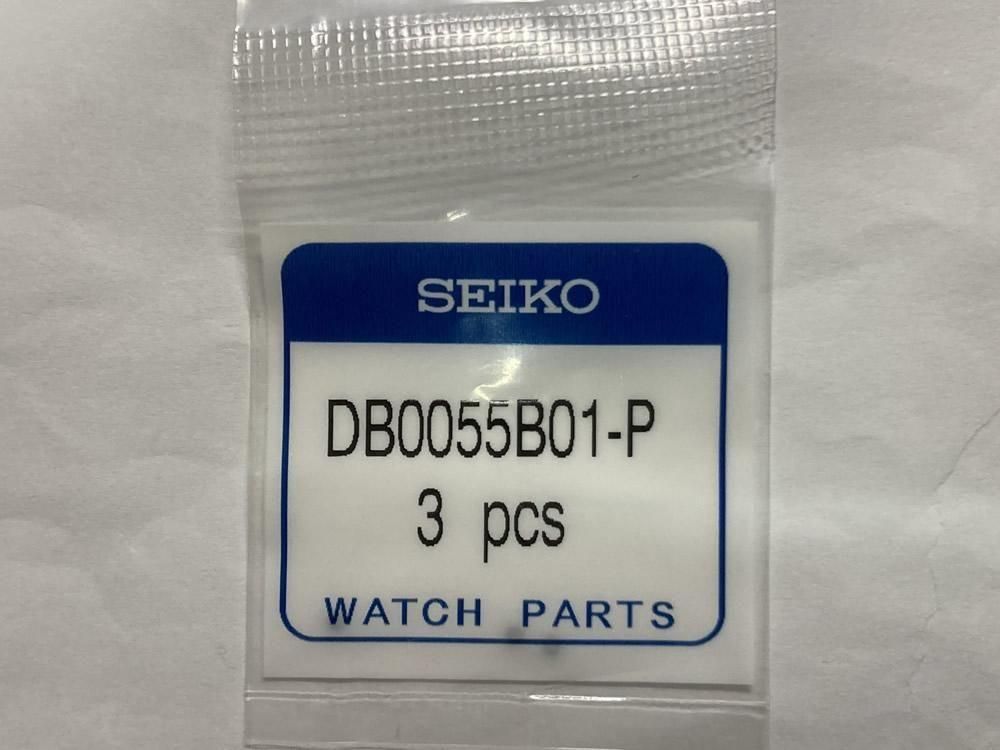 SEIKO
DB0055B01-P
3 pcs
WATCH PARTS